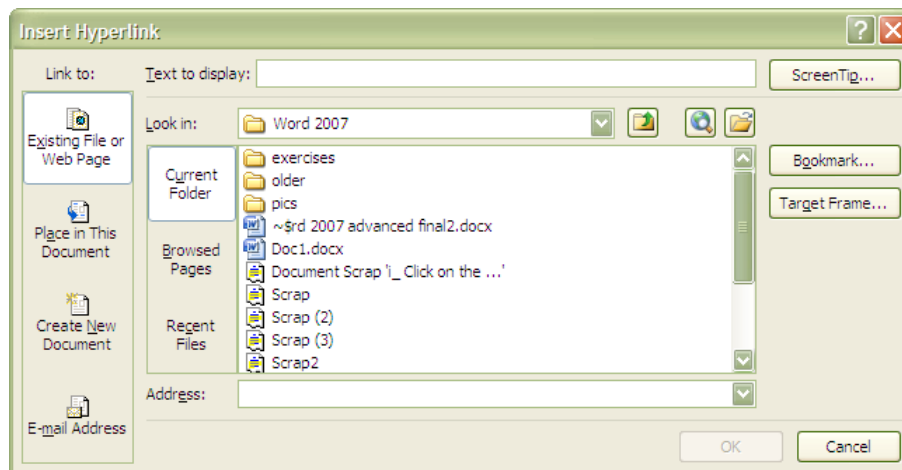 Insert Hyperlink
Link to:
Text to display:
ScreenTip...
Existing File or
Web Page
Look in:
Word 2007
Current
Folder
exercises
older
pics
~$rd 2007 advanced final2.docx
Doc1.docx
Document Scrap 'i_ Click on the ...'
Scrap
Scrap (2)
Scrap (3)
Scrap2
Bookmark...
Target Frame...
Place in This
Document
Browsed
Pages
Create New
Document
Recent
Files
E-mail Address
Address:
OK
Cancel